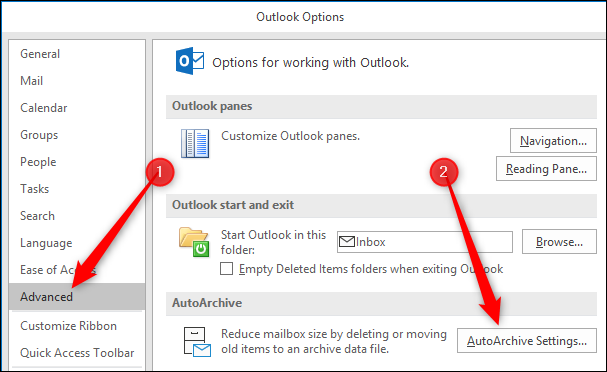 Outlook Options
General
Mail
Calendar
Groups
People
Tasks
Search
Language
Ease of Access
Advanced
Customize Ribbon
Quick Access Toolbar
1
Options for working with Outlook.
Outlook panes
Customize Outlook panes.
Navigation...
Reading Pane...
2
Outlook start and exit
Start Outlook in this
folder:
Inbox
Browse...
Empty Deleted Items folders when exiting Outlook
AutoArchive
Reduce mailbox size by deleting or moving
old items to an archive data file.
AutoArchive Settings...